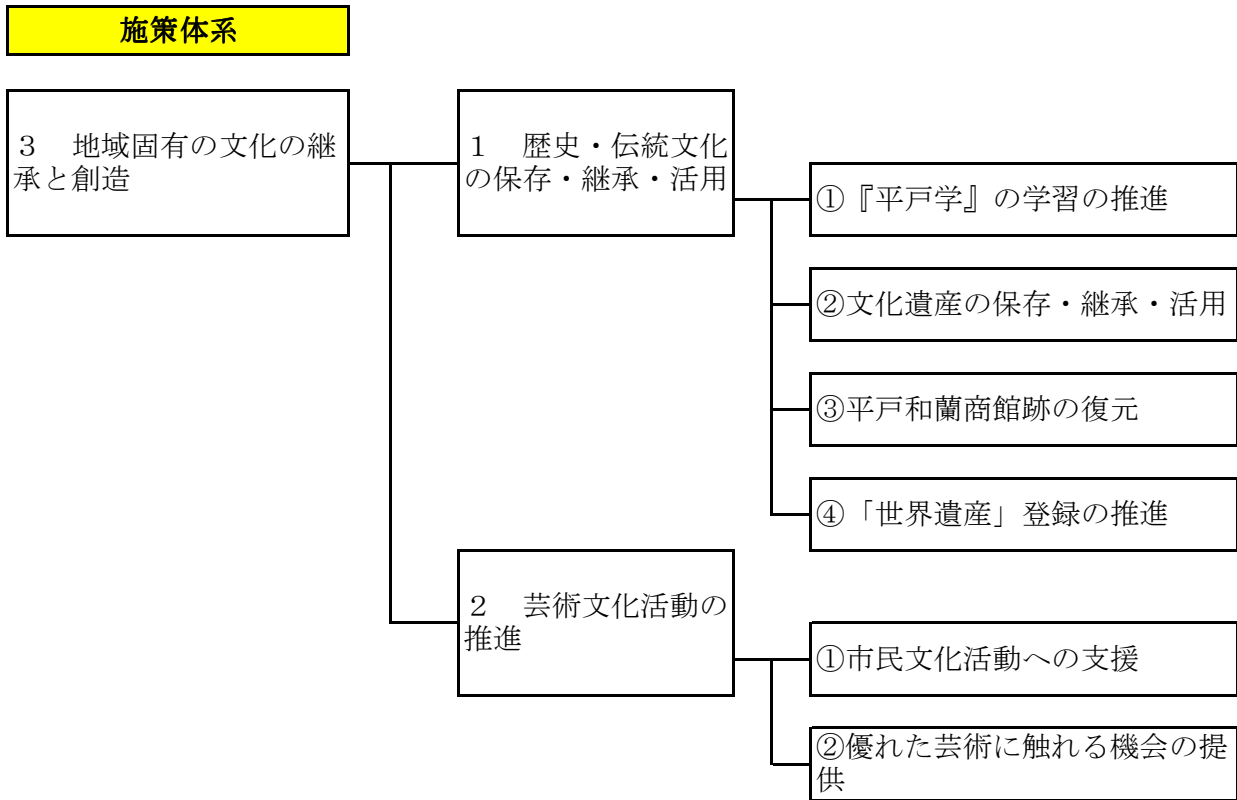 施策体系
３　地域固有の文化の継
承と創造
１　歴史・伝統文化
の保存・継承・活用
①『平戸学』の学習の推進
②文化遺産の保存・継承・活用
③平戸和蘭商館跡の復元
④「世界遺産」登録の推進
２　芸術文化活動の
推進
①市民文化活動への支援
②優れた芸術に触れる機会の提
供